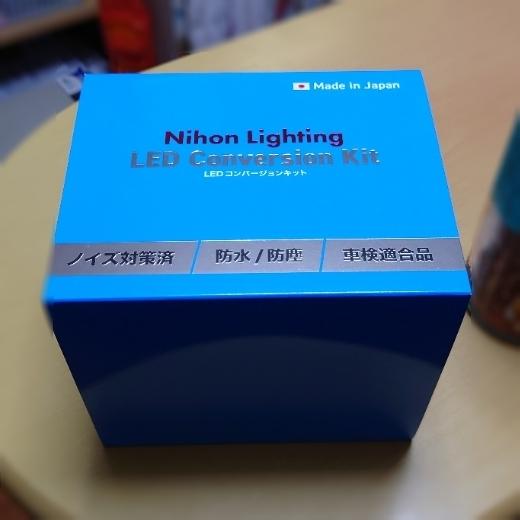 Made in Japan
Nihon Lighting
LED Conversion Kit
LEDコンバージョンキット
ノイズ対策済 防水/防塵 車検適合品